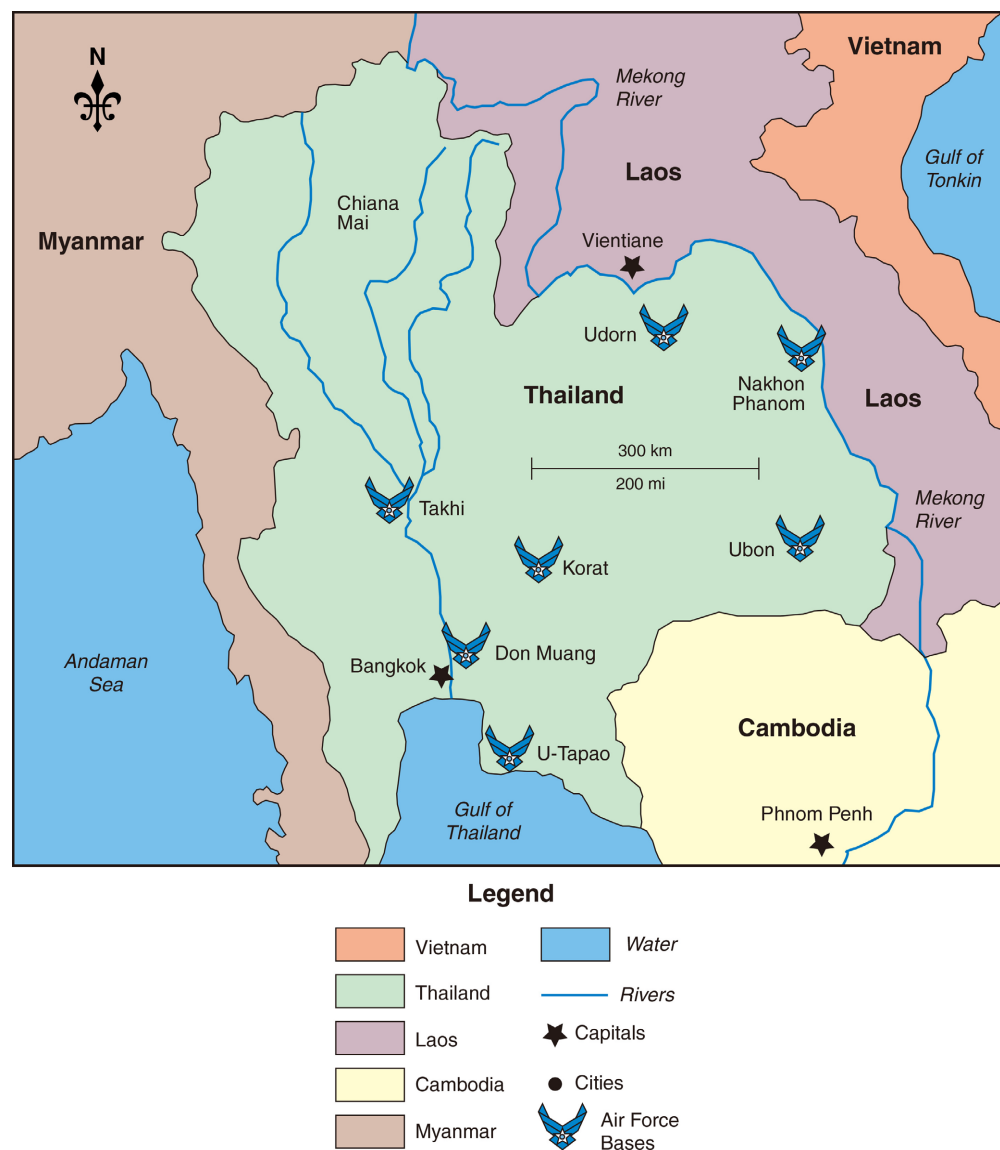 Vietnam
N
Mekong
River
Gulf of
Tonkin
Laos
Chiana
Mai
Myanmar
Vientiane
Udorn
Nakhon
Phanom
Thailand
Laos
300 km
200 mi
Mekong
River
Takhi
Ubon
Korat
Andaman
Sea
Bangkok
Don Muang
Cambodia
U-Tapao
Gulf of
Thailand
Phnom Penh
Legend
Vietnam
Water
Thailand
Rivers
Laos
Capitals
Cambodia
Cities
Myanmar
Air Force
Bases